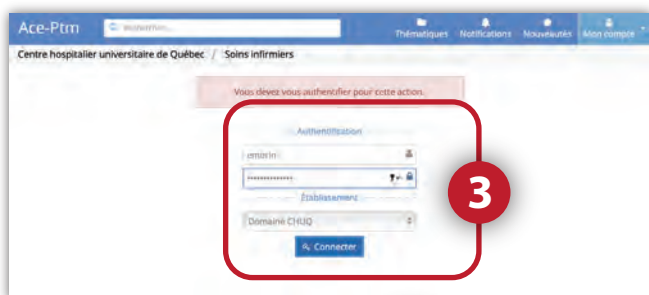 Ace-Ptm
Rechercher...
Thématiques
Notifications
Nouveautés
Mon compte
Centre hospitalier universitaire de Québec / Soins infirmiers
Vous devez vous authentifier pour cette action.
Authentification
Établissement
Domaine CHUQ
Connecter
3